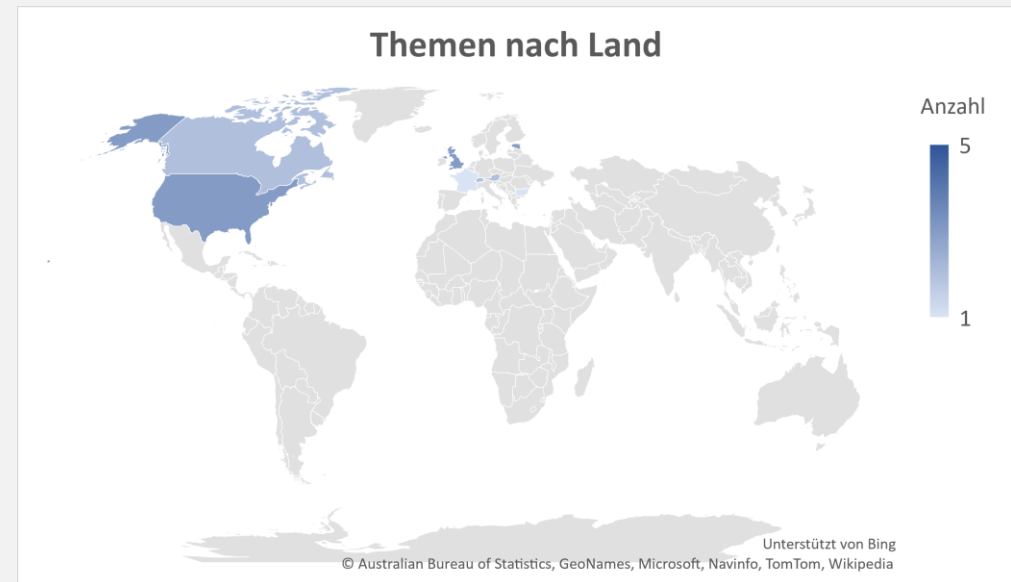 Themen nach Land
Anzahl
5
1
Unterstützt von Bing
© Australian Bureau of Statistics, GeoNames, Microsoft, Navinfo, TomTom, Wikipedia